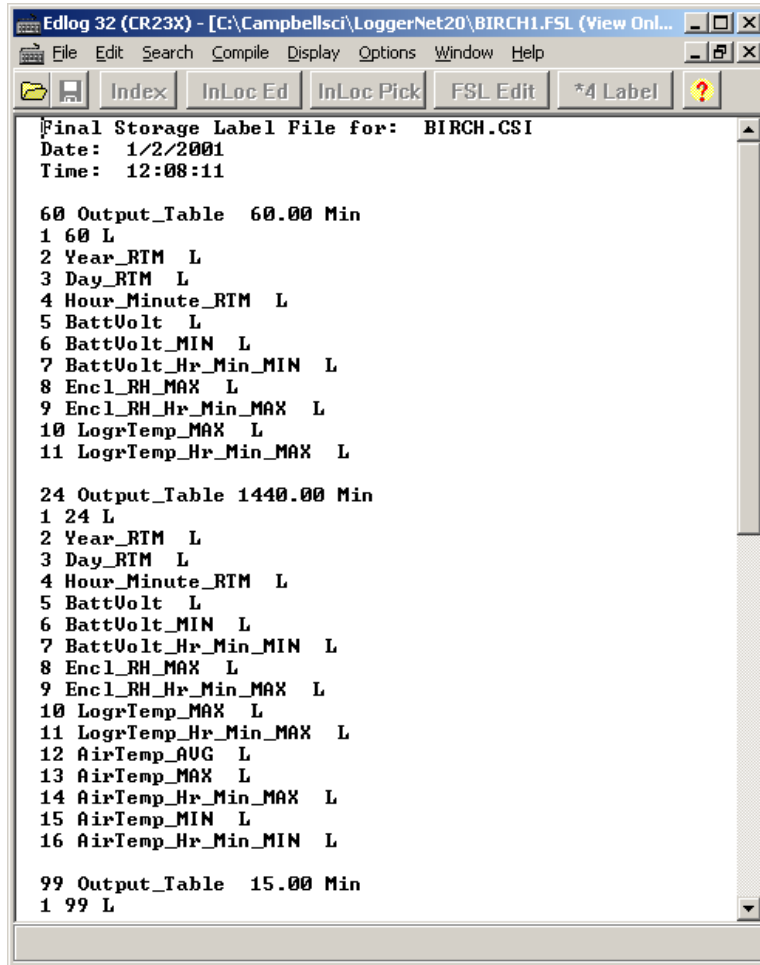 Edlog 32 (CR23X) - [C:\Campbellsci\LoggerNet20\BIRCH1.FSL (View Onl...
File Edit Search Compile Display Options Window Help
Index InLoc Ed InLoc Pick FSL Edit *4 Label ?
Final Storage Label File for:  BIRCH.CSI
Date:  1/2/2001
Time:  12:08:11
60 Output_Table  60.00 Min
1 60 L
2 Year_RTM  L
3 Day_RTM  L
4 Hour_Minute_RTM  L
5 BattVolt  L
6 BattVolt_MIN  L
7 BattVolt_Hr_Min_MIN  L
8 Encl_RH_MAX  L
9 Encl_RH_Hr_Min_MAX  L
10 LogrTemp_MAX  L
11 LogrTemp_Hr_Min_MAX  L
24 Output_Table 1440.00 Min
1 24 L
2 Year_RTM  L
3 Day_RTM  L
4 Hour_Minute_RTM  L
5 BattVolt  L
6 BattVolt_MIN  L
7 BattVolt_Hr_Min_MIN  L
8 Encl_RH_MAX  L
9 Encl_RH_Hr_Min_MAX  L
10 LogrTemp_MAX  L
11 LogrTemp_Hr_Min_MAX  L
12 AirTemp_AVG  L
13 AirTemp_MAX  L
14 AirTemp_Hr_Min_MAX  L
15 AirTemp_MIN  L
16 AirTemp_Hr_Min_MIN  L
99 Output_Table  15.00 Min
1 99 L